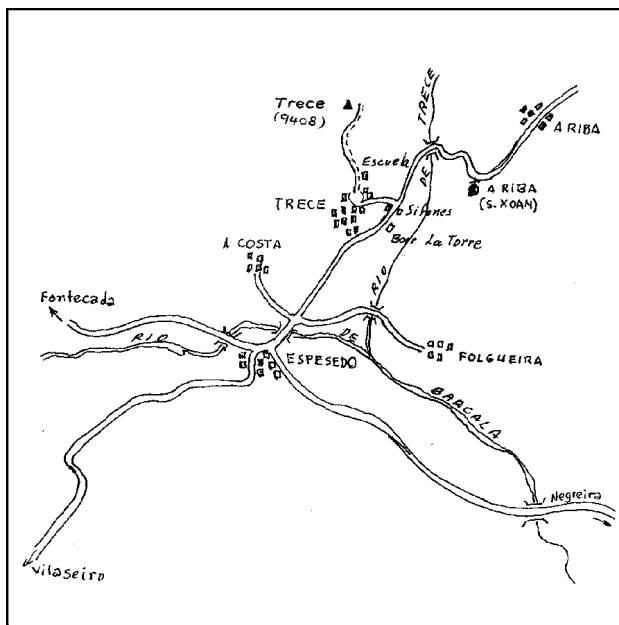 Trece
(9408)
TRECE
Escuela
A RIBA
DE
TRECE
Sifones
A RIBA
(S. XOAN)
Bar La Torre
A COSTA
RIO
Fontecada
RIO
DE
FOLGUEIRA
ESPESEDO
BARCALA
Negreira
Vilaseiro